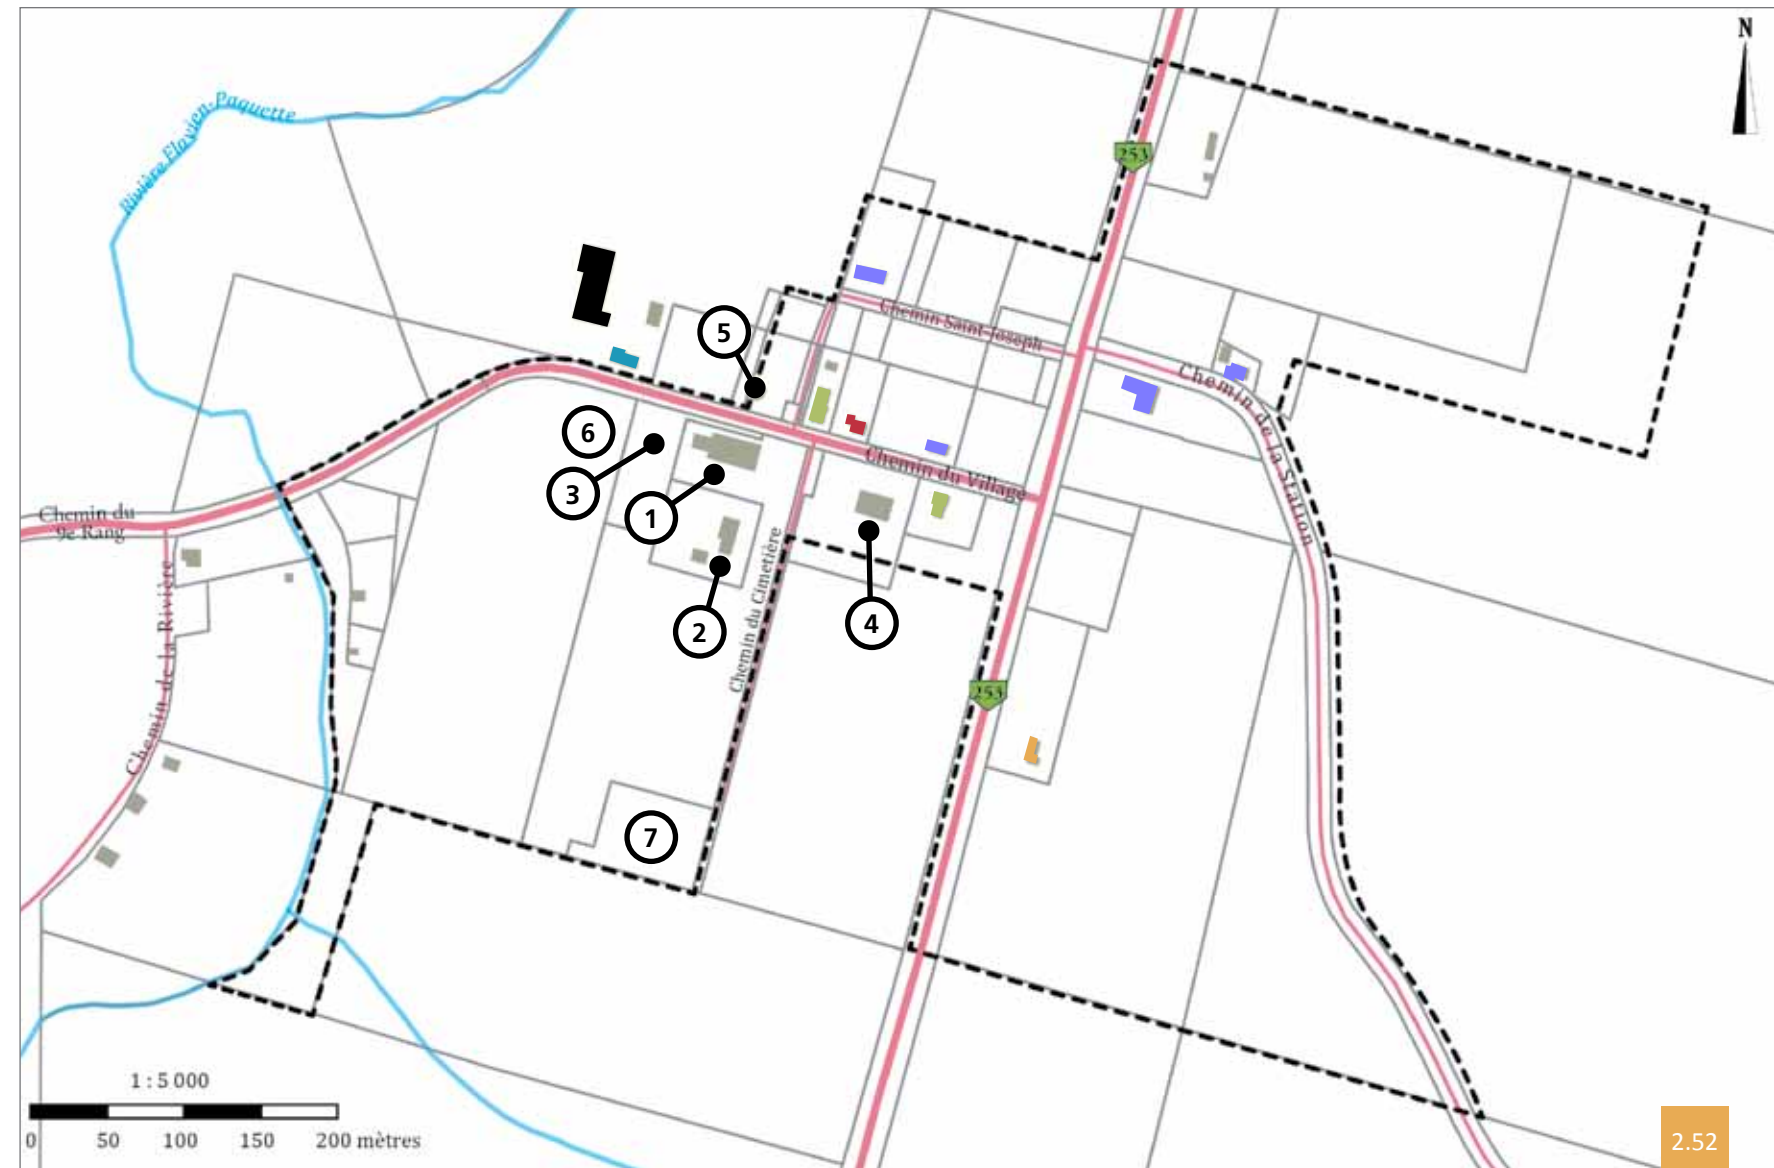 N
Rivière Flavien-Paquette
253
5
Chemin Saint-Joseph
Chemin de la Station
6
3
1
Chemin du Village
Chemin du
9e Rang
2
4
Chemin du Cimetière
Chemin de la Rivière
253
7
1 : 5 000
0 50 100 150 200 mètres
2.52